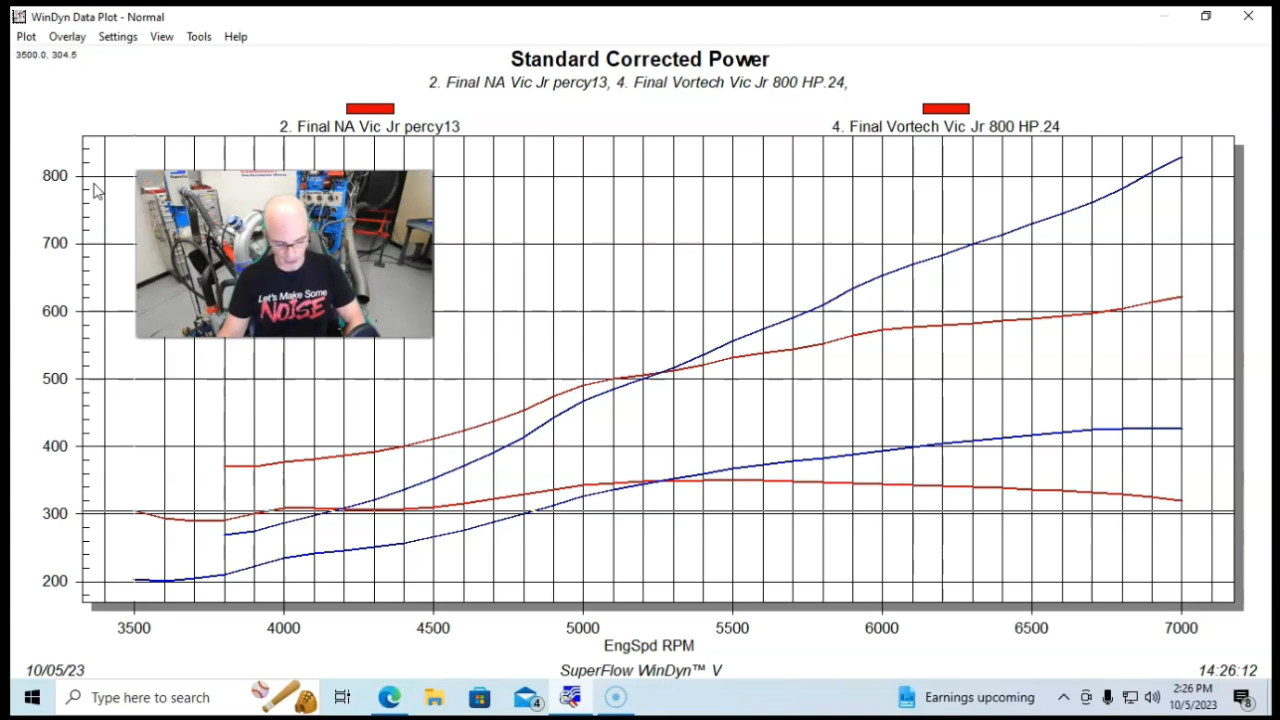 WinDyn Data Plot - Normal
Plot Overlay Settings View Tools Help
3500.0, 304.5
Standard Corrected Power
2. Final NA Vic Jr percy13, 4. Final Vortech Vic Jr 800 HP.24,
2. Final NA Vic Jr percy13 4. Final Vortech Vic Jr 800 HP.24
800
700
600
500
400
300
200
Let's Make Some
NOISE
3500 4000 4500 5000 5500 6000 6500 7000
EngSpd RPM
10/05/23 SuperFlow WinDyn™ V 14:26:12
Type here to search 4 Earnings upcoming 2:26 PM
10/5/2023 8